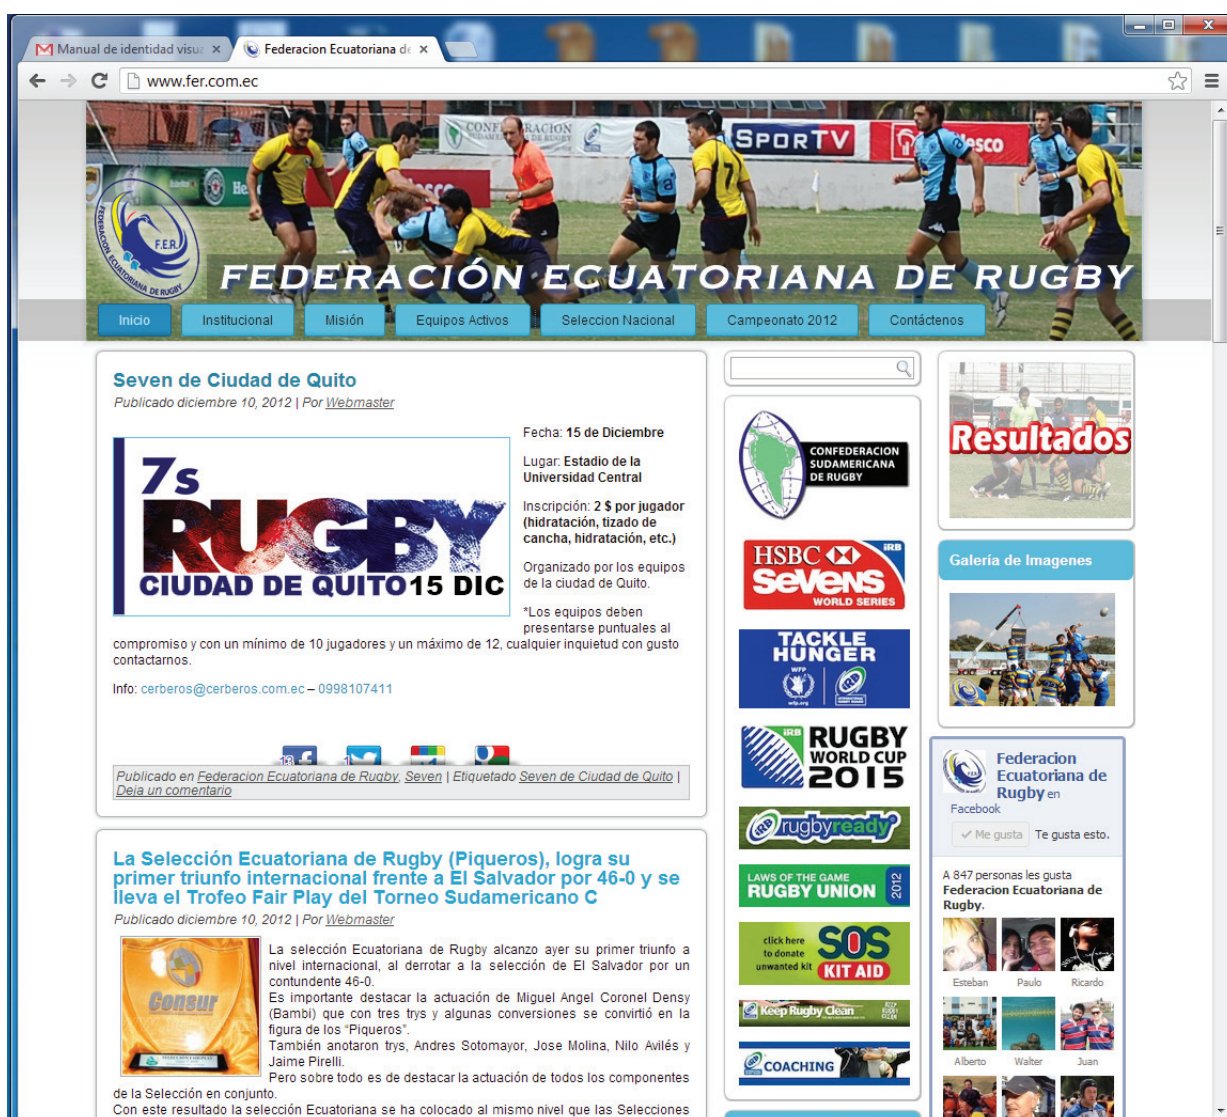 Manual de identidad visu
Federacion Ecuatoriana de
www.fer.com.ec
CONFEDERACION
SPORTV
FEDERACION ECUATORIANA DE RUGBY
F.E.R.
FEDERACIÓN ECUATORIANA DE RUGBY
Inicio
Institucional
Misión
Equipos Activos
Seleccion Nacional
Campeonato 2012
Contáctenos
Seven de Ciudad de Quito
Publicado diciembre 10, 2012 | Por Webmaster
7s
RUGBY
CIUDAD DE QUITO 15 DIC
Fecha: 15 de Diciembre
Lugar: Estadio de la
Universidad Central
Inscripción: 2 $ por jugador
(hidratación, tizado de
cancha, hidratación, etc.)
Organizado por los equipos
de la ciudad de Quito.
*Los equipos deben
presentarse puntuales al
compromiso y con un mínimo de 10 jugadores y un máximo de 12, cualquier inquietud con gusto
contactarnos.
Info: cerberos@cerberos.com.ec – 0998107411
Publicado en Federacion Ecuatoriana de Rugby, Seven | Etiquetado Seven de Ciudad de Quito |
Deja un comentario
La Selección Ecuatoriana de Rugby (Piqueros), logra su
primer triunfo internacional frente a El Salvador por 46-0 y se
lleva el Trofeo Fair Play del Torneo Sudamericano C
Publicado diciembre 10, 2012 | Por Webmaster
Consur
La selección Ecuatoriana de Rugby alcanzo ayer su primer triunfo a
nivel internacional, al derrotar a la selección de El Salvador por un
contundente 46-0.
Es importante destacar la actuación de Miguel Angel Coronel Densy
(Bambi) que con tres trys y algunas conversiones se convirtió en la
figura de los “Piqueros”.
También anotaron trys, Andres Sotomayor, Jose Molina, Nilo Avilés y
Jaime Pirelli.
Pero sobre todo es de destacar la actuación de todos los componentes
de la Selección en conjunto.
Con este resultado la selección Ecuatoriana se ha colocado al mismo nivel que las Selecciones
CONFEDERACION
SUDAMERICANA
DE RUGBY
HSBC
iRB
SEVENS
WORLD SERIES
TACKLE
HUNGER
WFP
wfp.org
iRB
iRB
RUGBY
WORLD CUP
2015
iRB
rugbyready
LAWS OF THE GAME
RUGBY UNION
2012
click here
to donate
unwanted kit
SOS
KIT AID
Keep Rugby Clean
COACHING
Resultados
Galería de Imagenes
Federacion
Ecuatoriana de
Rugby en
Facebook
Me gusta
Te gusta esto.
A 847 personas les gusta
Federacion Ecuatoriana de
Rugby.
Esteban
Paulo
Ricardo
Alberto
Walter
Juan